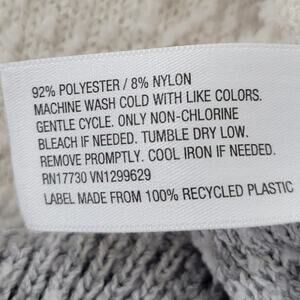 92% POLYESTER / 8% NYLON
MACHINE WASH COLD WITH LIKE COLORS.
GENTLE CYCLE. ONLY NON-CHLORINE
BLEACH IF NEEDED. TUMBLE DRY LOW.
REMOVE PROMPTLY. COOL IRON IF NEEDED.
RN17730 VN1299629
LABEL MADE FROM 100% RECYCLED PLASTIC